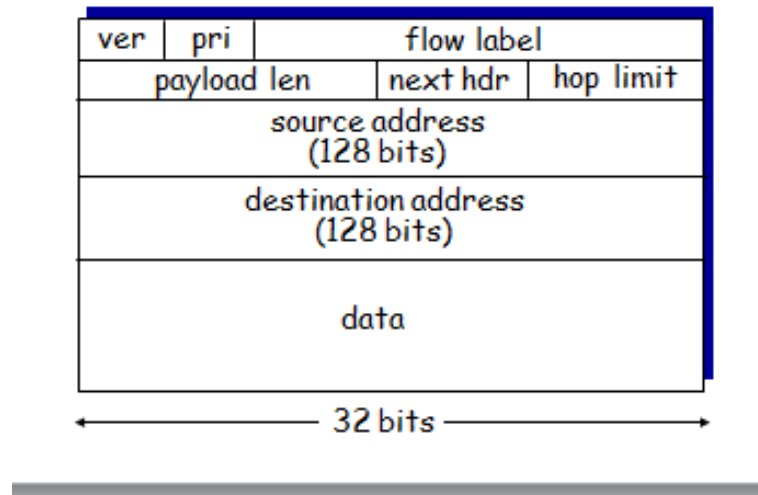 ver pri flow label
payload len next hdr hop limit
source address
(128 bits)
destination address
(128 bits)
data
32 bits